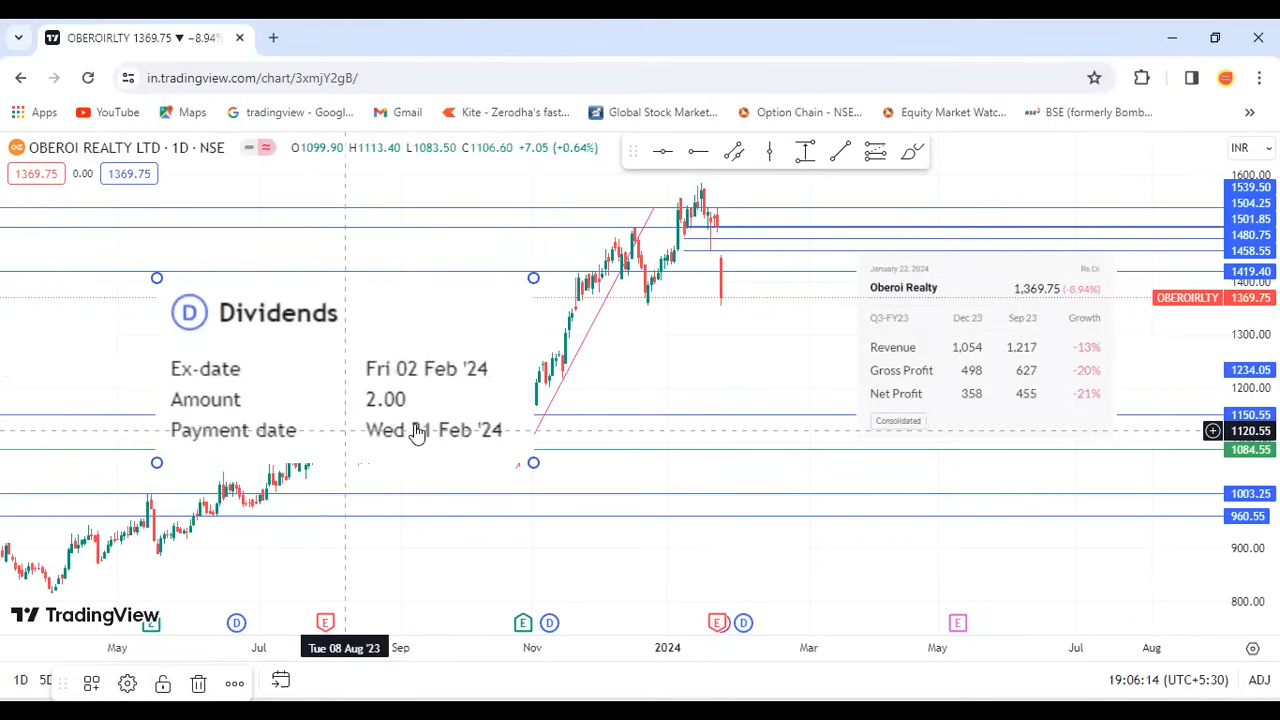 OBEROIRLTY 1369.75 ▼ −8.94%
in.tradingview.com/chart/3xmjY2gB/
Apps YouTube Maps tradingview - Googl... Gmail Kite - Zerodha's fast... Global Stock Market... Option Chain - NSE... Equity Market Watc... BSE (formerly Bomb...
OBEROI REALTY LTD · 1D · NSE O1099.90 H1113.40 L1083.50 C1106.60 +7.05 (+0.64%) INR
1369.75 0.00 1369.75
1600.00
1539.50
1504.25
1501.85
1480.75
1458.55
1419.40
1400.00
OBEROIRLTY 1369.75
1300.00
1234.05
1200.00
1150.55
1120.55
1084.55
1003.25
960.55
900.00
800.00
D Dividends
Ex-date Fri 02 Feb '24
Amount 2.00
Payment date Wed Feb '24
January 22, 2024 Rs.Cr.
Oberoi Realty 1,369.75 (-8.94%)
Q3-FY23 Dec 23 Sep 23 Growth
Revenue 1,054 1,217 -13%
Gross Profit 498 627 -20%
Net Profit 358 455 -21%
Consolidated
TradingView
E D E E D E D E
May Jul Tue 08 Aug '23 Sep Nov 2024 Mar May Jul Aug
1D 5D 19:06:14 (UTC+5:30) ADJ